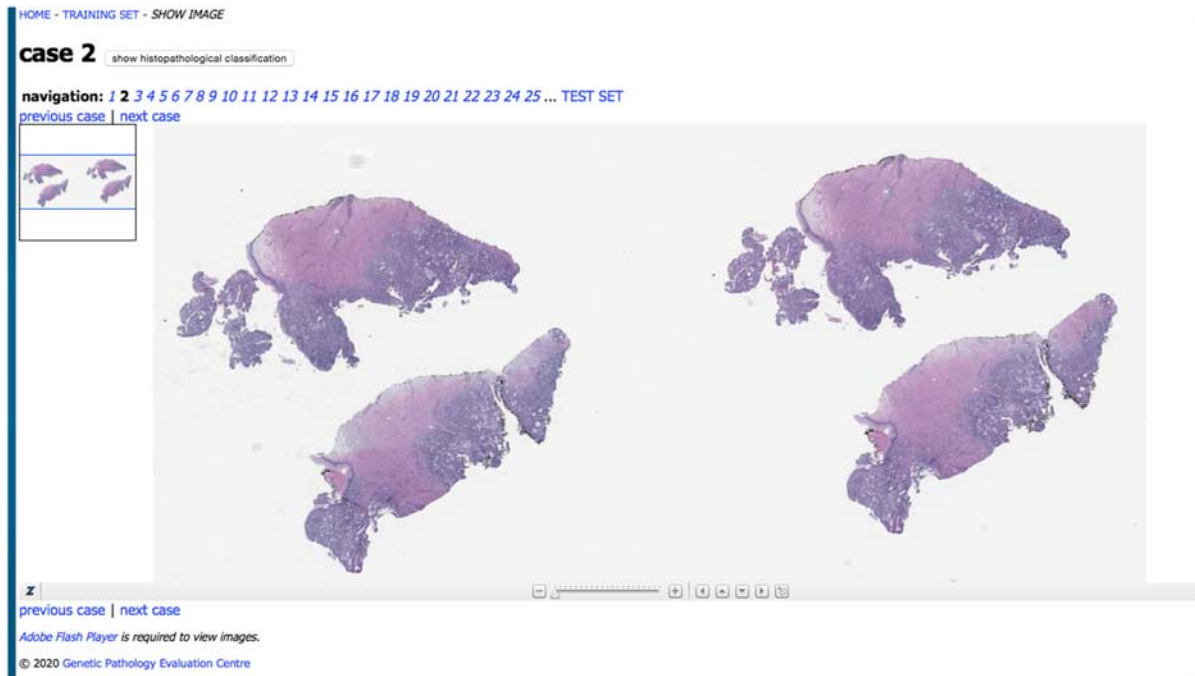 HOME - TRAINING SET - SHOW IMAGE
case 2 show histopathological classification
navigation: 1 2 3 4 5 6 7 8 9 10 11 12 13 14 15 16 17 18 19 20 21 22 23 24 25 ... TEST SET
previous case | next case
Z
previous case | next case
Adobe Flash Player is required to view images.
© 2020 Genetic Pathology Evaluation Centre